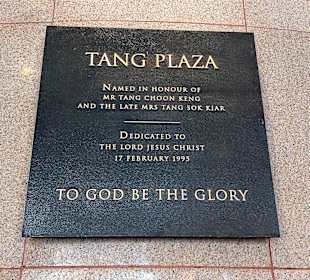 TANG PLAZA
NAMED IN HONOUR OF
MR TANG CHOON KENG
AND THE LATE MRS TANG SOK KIAR
DEDICATED TO
THE LORD JESUS CHRIST
17 FEBRUARY 1995
TO GOD BE THE GLORY